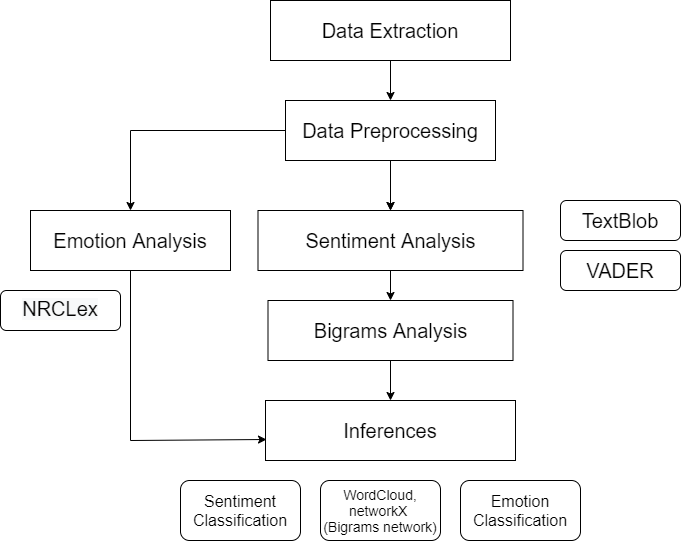 Data Extraction
Data Preprocessing
Emotion Analysis
Sentiment Analysis
TextBlob
VADER
NRCLex
Bigrams Analysis
Inferences
Sentiment
Classification
WordCloud,
networkX
(Bigrams network)
Emotion
Classification